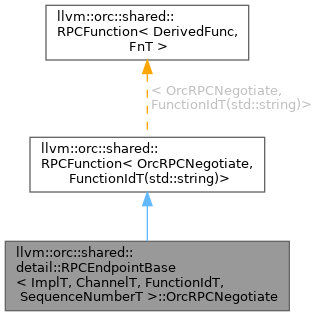 llvm::orc::shared::
RPCFunction< DerivedFunc,
FnT >
< OrcRPCNegotiate,
FunctionIdT(std::string)>
llvm::orc::shared::
RPCFunction< OrcRPCNegotiate,
FunctionIdT(std::string)>
llvm::orc::shared::
detail::RPCEndpointBase
< ImplT, ChannelT, FunctionIdT,
SequenceNumberT >::OrcRPCNegotiate